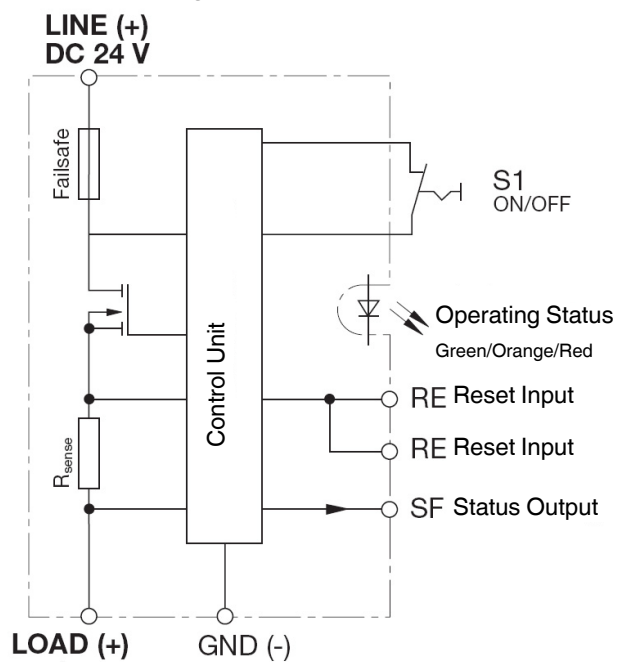 LINE (+)
DC 24 V
Failsafe
S1
ON/OFF
Operating Status
Green/Orange/Red
Control Unit
RE Reset Input
Rsense
RE Reset Input
SF Status Output
LOAD (+)
GND (-)